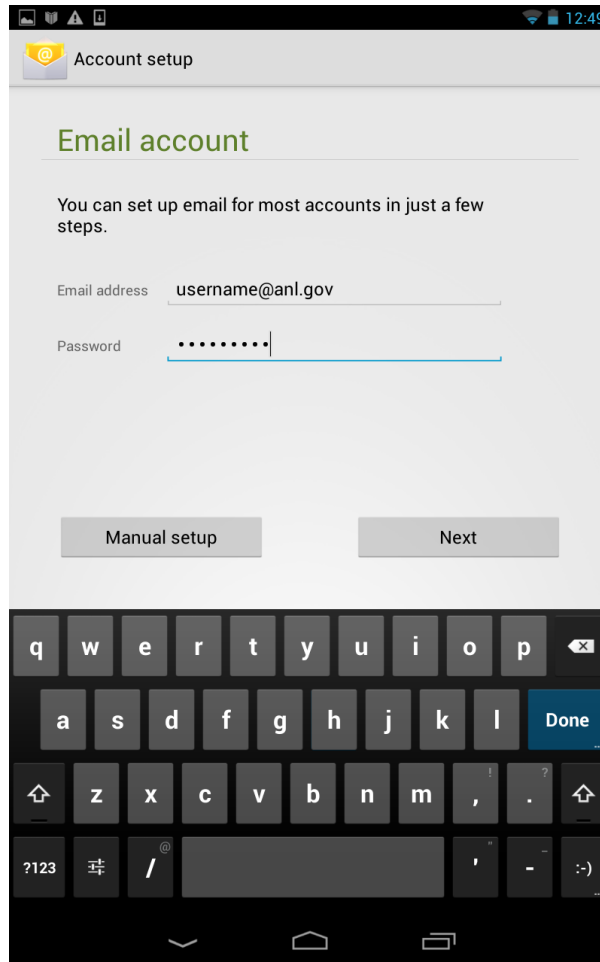 12:49
Account setup
Email account
You can set up email for most accounts in just a few
steps.
Email address username@anl.gov
Password •••••••••
Manual setup Next
q w e r t y u i o p
a s d f g h j k l Done
z x c v b n m , ! . ?
?123 / @ ' " - _ :-)